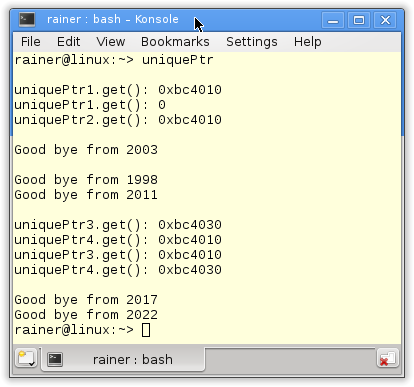 rainer : bash – Konsole
File Edit View Bookmarks Settings Help
rainer@linux:~> uniquePtr
uniquePtr1.get(): 0xbc4010
uniquePtr1.get(): 0
uniquePtr2.get(): 0xbc4010
Good bye from 2003
Good bye from 1998
Good bye from 2011
uniquePtr3.get(): 0xbc4030
uniquePtr4.get(): 0xbc4010
uniquePtr3.get(): 0xbc4010
uniquePtr4.get(): 0xbc4030
Good bye from 2017
Good bye from 2022
rainer@linux:~>
rainer : bash